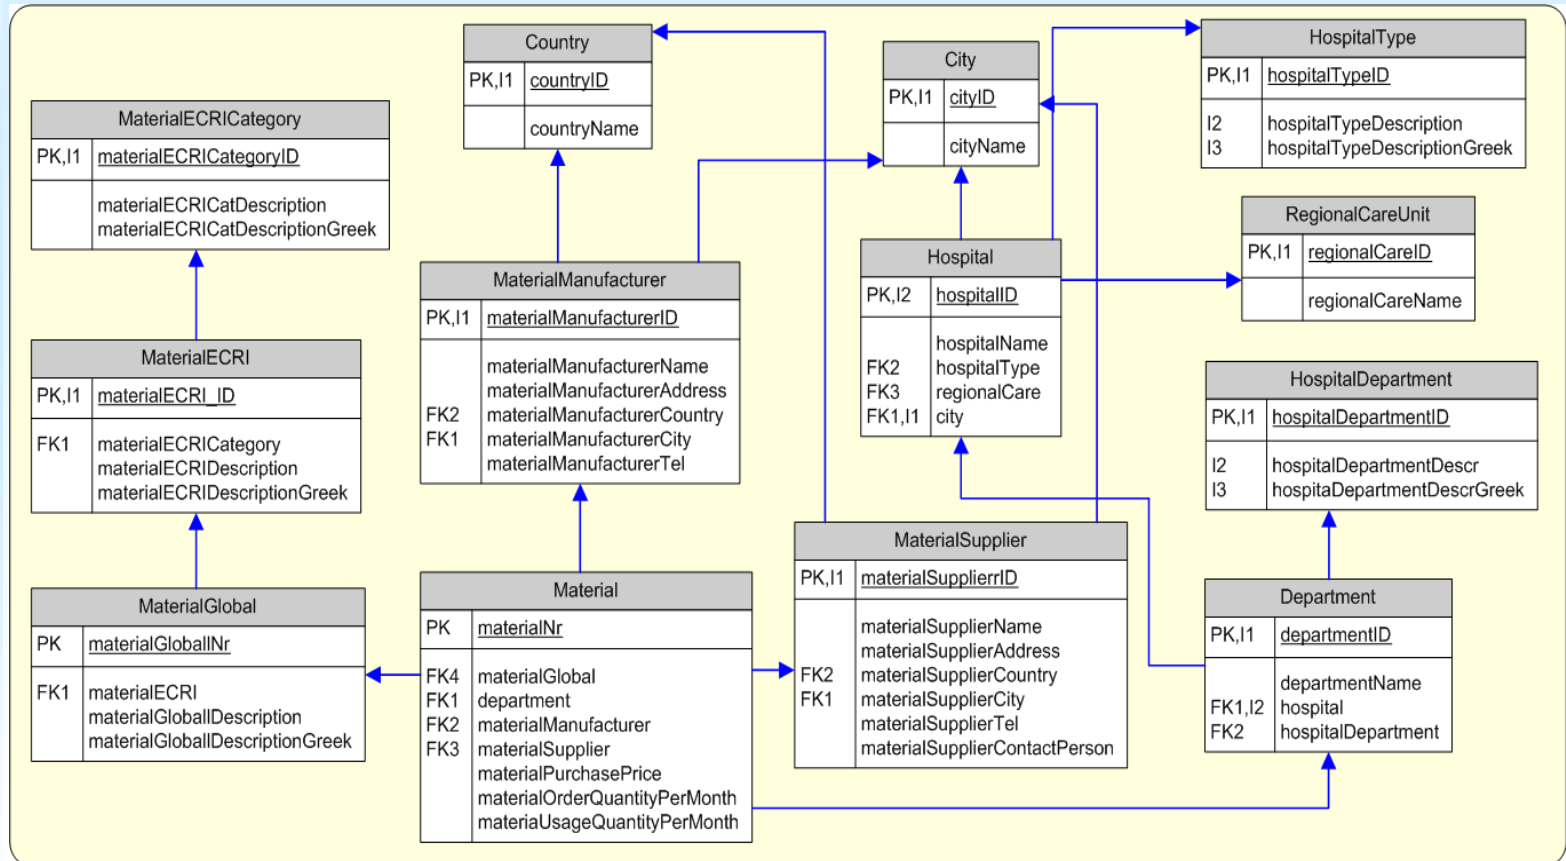 Country
PK,I1 countryID
countryName
City
PK,I1 cityID
cityName
HospitalType
PK,I1 hospitalTypeID
I2 hospitalTypeDescription
I3 hospitalTypeDescriptionGreek
MaterialECRICategory
PK,I1 materialECRICategoryID
materialECRICatDescription
materialECRICatDescriptionGreek
RegionalCareUnit
PK,I1 regionalCareID
regionalCareName
Hospital
PK,I2 hospitalID
hospitalName
FK2 hospitalType
FK3 regionalCare
FK1,I1 city
MaterialManufacturer
PK,I1 materialManufacturerID
materialManufacturerName
materialManufacturerAddress
FK2 materialManufacturerCountry
FK1 materialManufacturerCity
materialManufacturerTel
MaterialECRI
PK,I1 materialECRI_ID
FK1 materialECRICategory
materialECRIDescription
materialECRIDescriptionGreek
HospitalDepartment
PK,I1 hospitalDepartmentID
I2 hospitalDepartmentDescr
I3 hospitaDepartmentDescrGreek
MaterialSupplier
PK,I1 materialSupplierrID
materialSupplierName
materialSupplierAddress
FK2 materialSupplierCountry
FK1 materialSupplierCity
materialSupplierTel
materialSupplierContactPerson
Material
PK materialNr
FK4 materialGlobal
FK1 department
FK2 materialManufacturer
FK3 materialSupplier
materialPurchasePrice
materialOrderQuantityPerMonth
materiaUsageQuantityPerMonth
MaterialGlobal
PK materialGloballNr
FK1 materialECRI
materialGloballDescription
materialGloballDescriptionGreek
Department
PK,I1 departmentID
departmentName
FK1,I2 hospital
FK2 hospitalDepartment